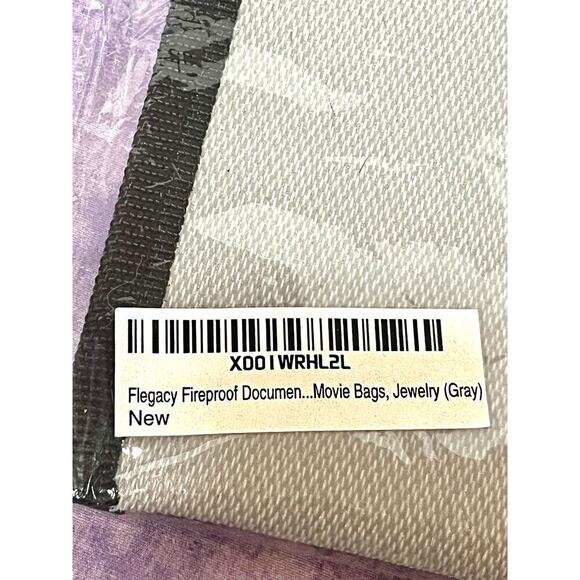 X001WRHL2L
Flegacy Fireproof Documen...Movie Bags, Jewelry (Gray)
New